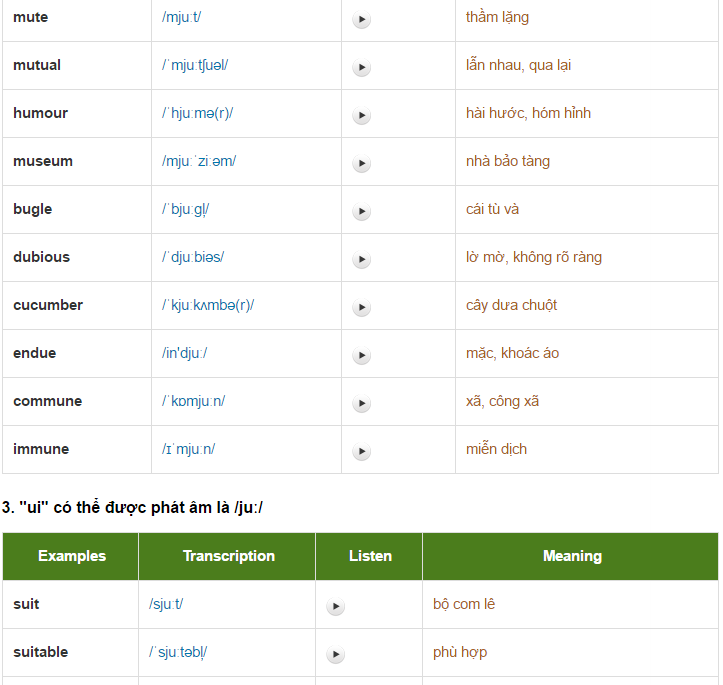 mute /mjuːt/ thầm lặng
mutual /ˈmjuːtʃuəl/ lẫn nhau, qua lại
humour /ˈhjuːmə(r)/ hài hước, hóm hỉnh
museum /mjuːˈziːəm/ nhà bảo tàng
bugle /ˈbjuːgl̩/ cái tù và
dubious /ˈdjuːbiəs/ lờ mờ, không rõ ràng
cucumber /ˈkjuːkʌmbə(r)/ cây dưa chuột
endue /in'djuː/ mặc, khoác áo
commune /ˈkɒmjuːn/ xã, công xã
immune /ɪˈmjuːn/ miễn dịch
3. "ui" có thể được phát âm là /juː/
Examples Transcription Listen Meaning
suit /sjuːt/ bộ com lê
suitable /ˈsjuːtəbl̩/ phù hợp